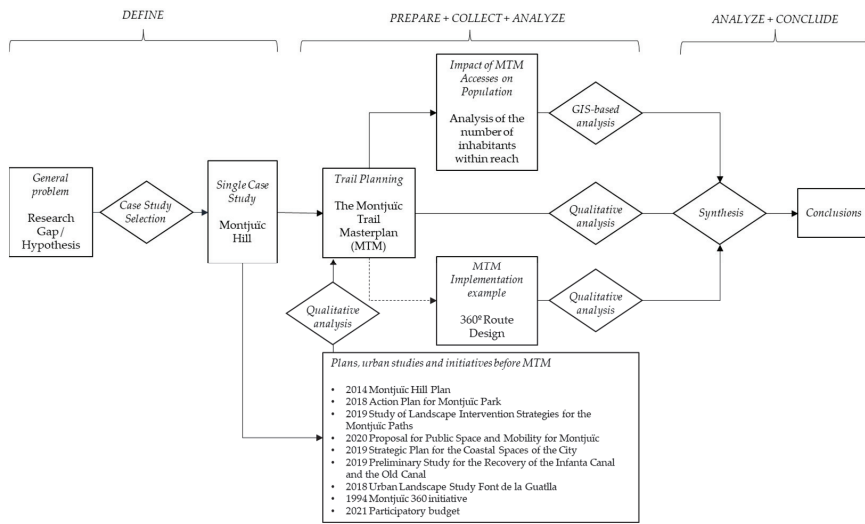 DEFINE
PREPARE + COLLECT + ANALYZE
ANALYZE + CONCLUDE
General
problem
Research
Gap /
Hypothesis
Case Study
Selection
Single Case
Study
Montjuïc
Hill
Trail Planning
The Montjuïc
Trail
Masterplan
(MTM)
Impact of MTM
Accesses on
Population
Analysis of the
number of
inhabitants
within reach
GIS-based
analysis
Qualitative
analysis
Synthesis
Conclusions
MTM
Implementation
example
360º Route
Design
Qualitative
analysis
Qualitative
analysis
Plans, urban studies and initiatives before MTM
• 2014 Montjuïc Hill Plan
• 2018 Action Plan for Montjuïc Park
• 2019 Study of Landscape Intervention Strategies for the
Montjuïc Paths
• 2020 Proposal for Public Space and Mobility for Montjuïc
• 2019 Strategic Plan for the Coastal Spaces of the City
• 2019 Preliminary Study for the Recovery of the Infanta Canal
and the Old Canal
• 2018 Urban Landscape Study Font de la Guatlla
• 1994 Montjuïc 360 initiative
• 2021 Participatory budget